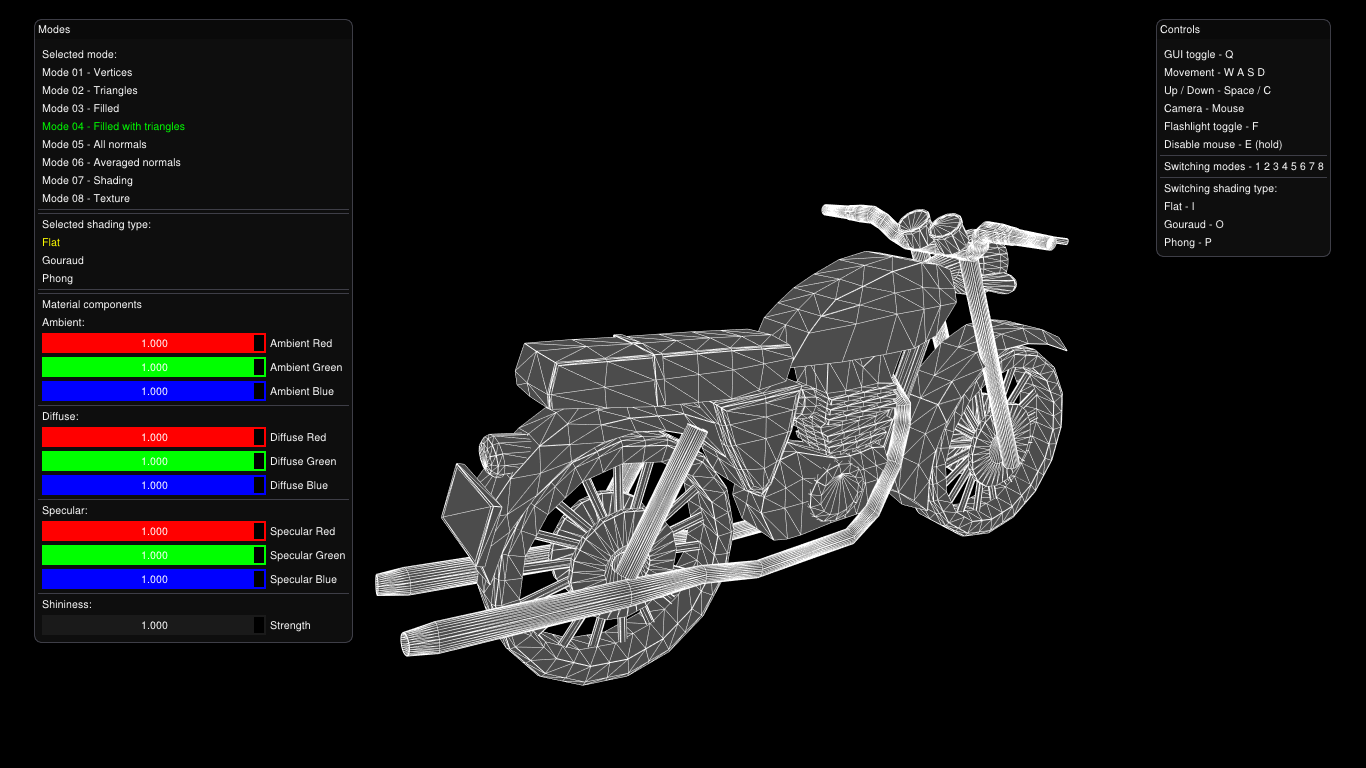 Modes
Selected mode:
Mode 01 - Vertices
Mode 02 - Triangles
Mode 03 - Filled
Mode 04 - Filled with triangles
Mode 05 - All normals
Mode 06 - Averaged normals
Mode 07 - Shading
Mode 08 - Texture
Selected shading type:
Flat
Gouraud
Phong
Material components
Ambient:
1.000 Ambient Red
1.000 Ambient Green
1.000 Ambient Blue
Diffuse:
1.000 Diffuse Red
1.000 Diffuse Green
1.000 Diffuse Blue
Specular:
1.000 Specular Red
1.000 Specular Green
1.000 Specular Blue
Shininess:
1.000 Strength
Controls
GUI toggle - Q
Movement - W A S D
Up / Down - Space / C
Camera - Mouse
Flashlight toggle - F
Disable mouse - E (hold)
Switching modes - 1 2 3 4 5 6 7 8
Switching shading type:
Flat - I
Gouraud - O
Phong - P